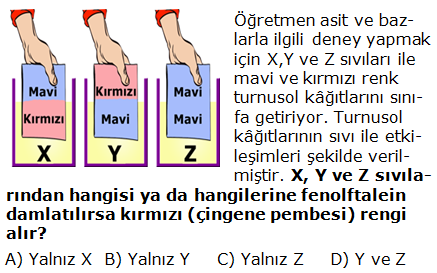 Mavi
Kırmızı
X
Kırmızı
Mavi
Y
Mavi
Mavi
Z
Öğretmen asit ve baz-
larla ilgili deney yapmak
için X,Y ve Z sıvıları ile
mavi ve kırmızı renk
turnusol kâğıtlarını sını-
fa getiriyor. Turnusol
kâğıtlarının sıvı ile etki-
leşimleri şekilde veril-
miştir. X, Y ve Z sıvıla-
rından hangisi ya da hangilerine fenolftalein
damlatılırsa kırmızı (çingene pembesi) rengi
alır?
A) Yalnız X B) Yalnız Y C) Yalnız Z D) Y ve Z